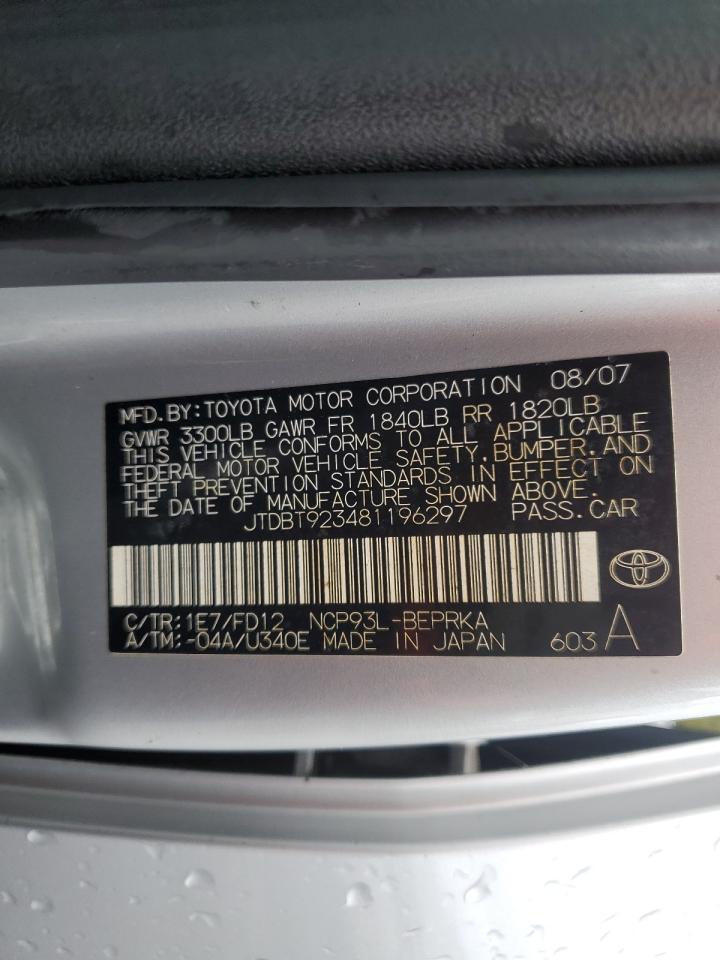 MFD. BY: TOYOTA MOTOR CORPORATION 08/07
GVWR 3300LB GAWR FR 1840LB RR 1820LB
THIS VEHICLE CONFORMS TO ALL APPLICABLE
FEDERAL MOTOR VEHICLE SAFETY, BUMPER, AND
THEFT PREVENTION STANDARDS IN EFFECT ON
THE DATE OF MANUFACTURE SHOWN ABOVE.
JTDBT923481196297 PASS. CAR
C/TR: 1E7/FD12 NCP93L-BEPRKA
A/TM: -04A/U340E MADE IN JAPAN 603 A